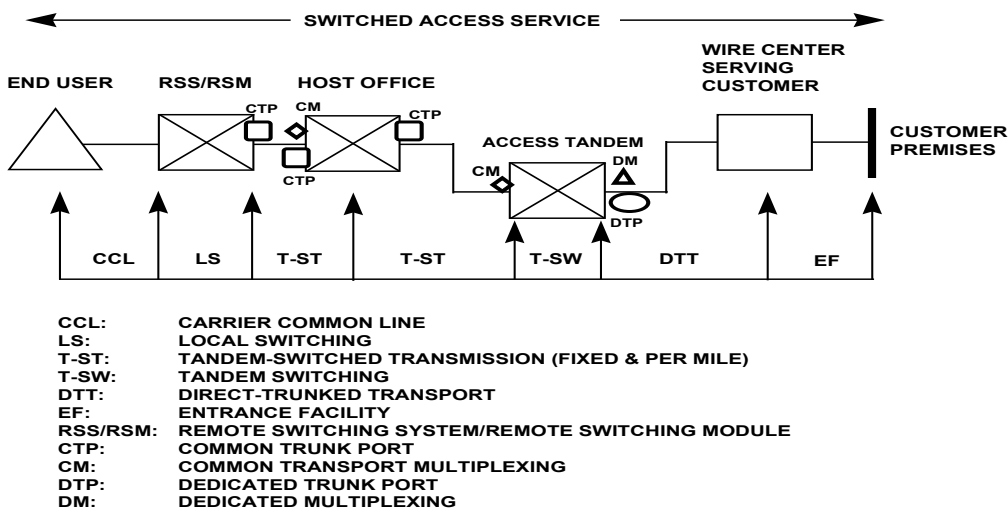 SWITCHED ACCESS SERVICE
WIRE CENTER
SERVING
CUSTOMER
END USER RSS/RSM HOST OFFICE
CTP CM CTP
CUSTOMER
PREMISES
ACCESS TANDEM
CTP
CM
DM
DTP
CCL LS T-ST T-ST T-SW DTT EF
CCL: CARRIER COMMON LINE
LS: LOCAL SWITCHING
T-ST: TANDEM-SWITCHED TRANSMISSION (FIXED & PER MILE)
T-SW: TANDEM SWITCHING
DTT: DIRECT-TRUNKED TRANSPORT
EF: ENTRANCE FACILITY
RSS/RSM: REMOTE SWITCHING SYSTEM/REMOTE SWITCHING MODULE
CTP: COMMON TRUNK PORT
CM: COMMON TRANSPORT MULTIPLEXING
DTP: DEDICATED TRUNK PORT
DM: DEDICATED MULTIPLEXING